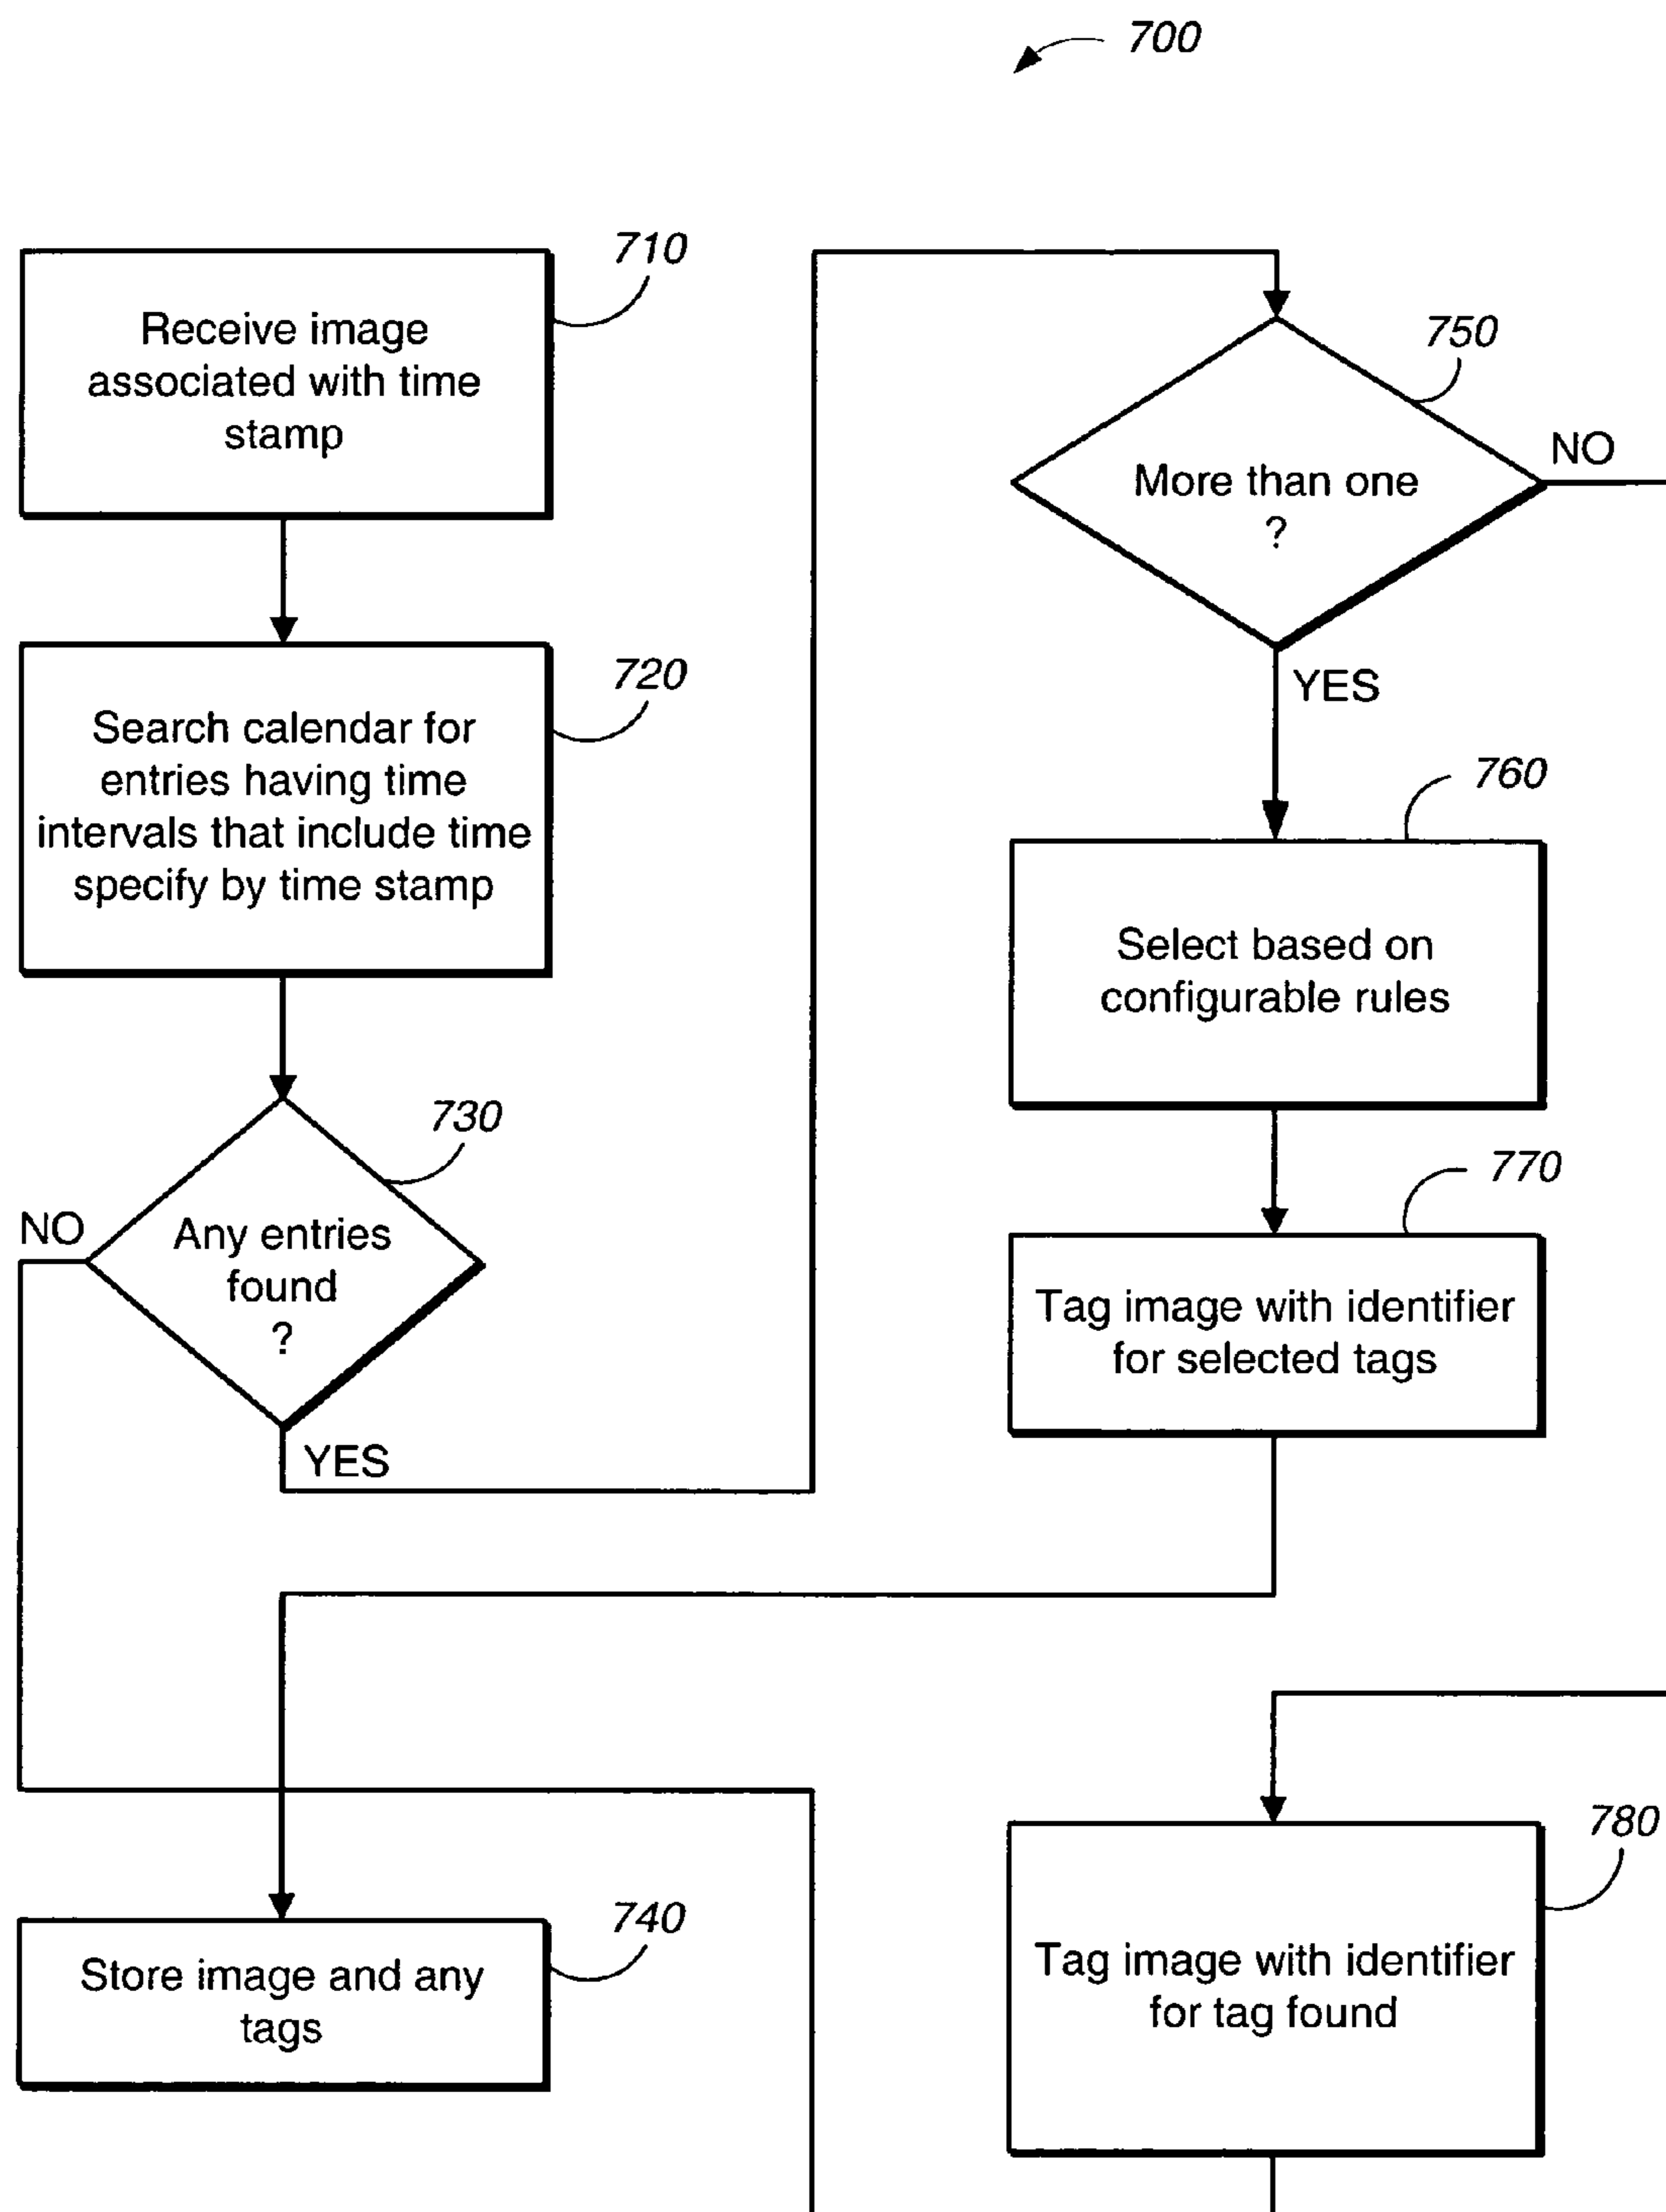 700
710
Receive image
associated with time
stamp
720
Search calendar for
entries having time
intervals that include time
specify by time stamp
730
NO
Any entries
found
?
YES
750
NO
More than one
?
YES
760
Select based on
configurable rules
770
Tag image with identifier
for selected tags
740
Store image and any
tags
780
Tag image with identifier
for tag found